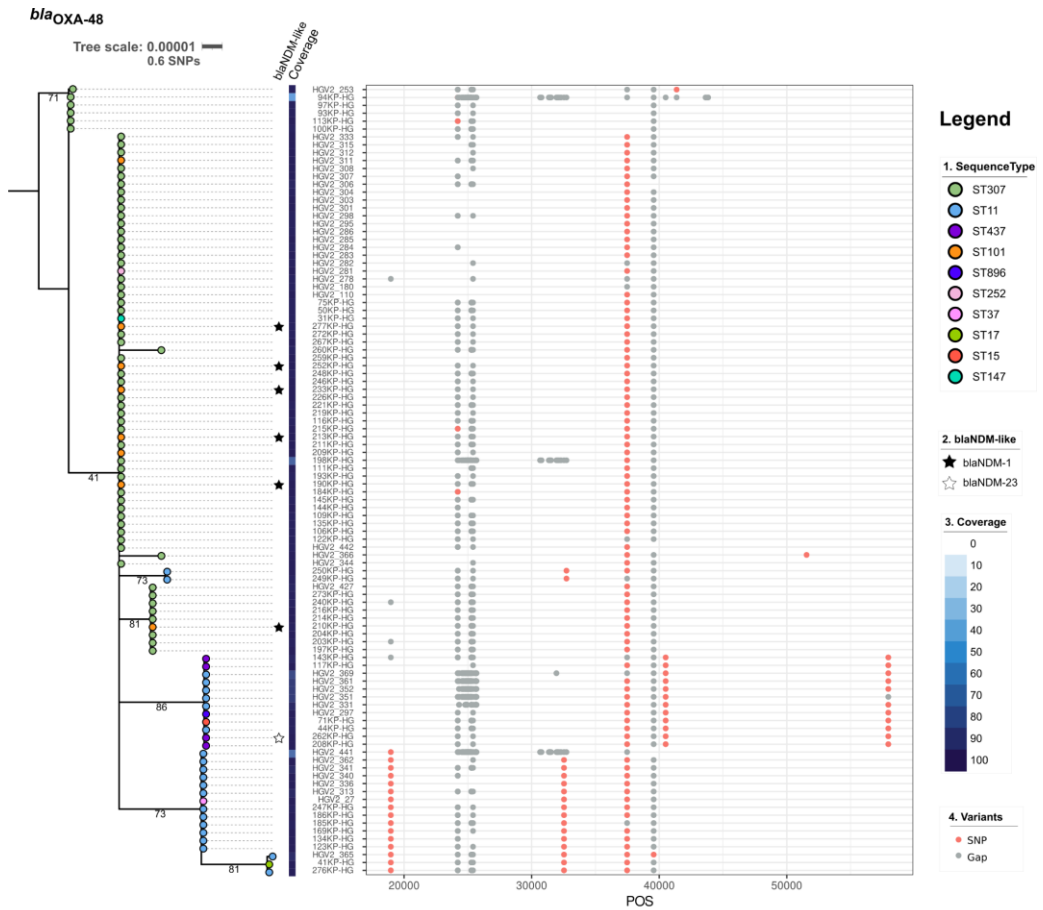 blaOXA-48
Tree scale: 0.00001
0.6 SNPs
blaNDM-like
Coverage
71
41
73
81
86
73
81
HGV2_253
94KP-HG
97KP-HG
93KP-HG
113KP-HG
100KP-HG
HGV2_333
HGV2_315
HGV2_312
HGV2_311
HGV2_308
HGV2_307
HGV2_306
HGV2_304
HGV2_303
HGV2_301
HGV2_298
HGV2_295
HGV2_286
HGV2_285
HGV2_284
HGV2_283
HGV2_282
HGV2_281
HGV2_278
HGV2_180
HGV2_110
75KP-HG
50KP-HG
31KP-HG
277KP-HG
272KP-HG
267KP-HG
260KP-HG
259KP-HG
252KP-HG
248KP-HG
246KP-HG
233KP-HG
226KP-HG
221KP-HG
219KP-HG
116KP-HG
215KP-HG
213KP-HG
211KP-HG
209KP-HG
198KP-HG
111KP-HG
193KP-HG
190KP-HG
184KP-HG
145KP-HG
144KP-HG
109KP-HG
135KP-HG
106KP-HG
122KP-HG
HGV2_442
HGV2_366
HGV2_344
250KP-HG
249KP-HG
HGV2_427
273KP-HG
240KP-HG
216KP-HG
214KP-HG
210KP-HG
204KP-HG
203KP-HG
197KP-HG
143KP-HG
117KP-HG
HGV2_369
HGV2_361
HGV2_352
HGV2_351
HGV2_331
HGV2_297
71KP-HG
44KP-HG
262KP-HG
208KP-HG
HGV2_441
HGV2_362
HGV2_341
HGV2_340
HGV2_336
HGV2_313
HGV2_27
247KP-HG
186KP-HG
185KP-HG
169KP-HG
134KP-HG
123KP-HG
HGV2_365
41KP-HG
276KP-HG
20000
30000
40000
50000
POS
Legend
1. SequenceType
ST307
ST11
ST437
ST101
ST896
ST252
ST37
ST17
ST15
ST147
2. blaNDM-like
blaNDM-1
blaNDM-23
3. Coverage
0
10
20
30
40
50
60
70
80
90
100
4. Variants
SNP
Gap